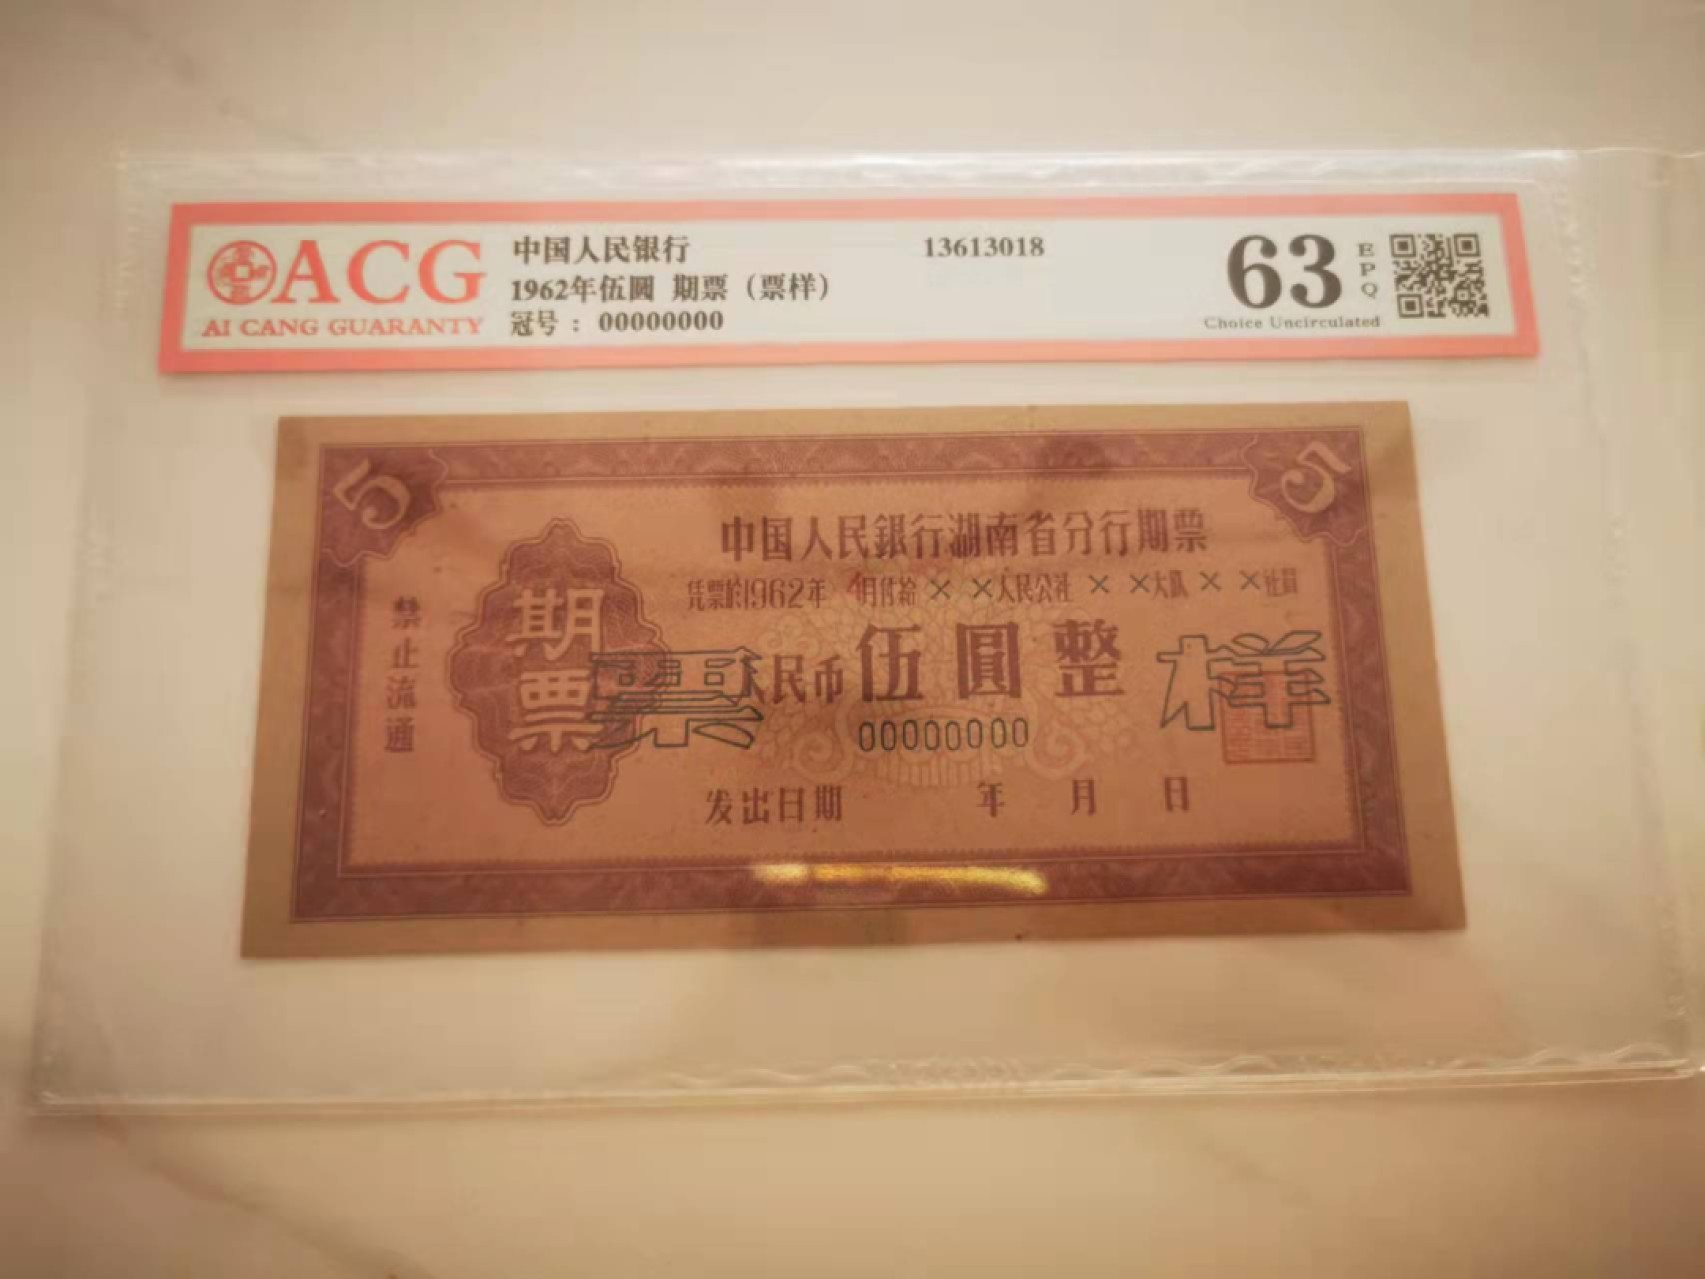 ACG
AI CANG GUARANTY
中国人民银行
1962年伍圆 期票（票样）
冠号：00000000
13613018
63
EPQ
Choice Uncirculated
5
5
中国人民銀行湖南省分行期票
凭票於1962年 4月付給××人民公社××大队××社員
期票
禁止流通
人民币伍圓整
票样
00000000
发出日期 年 月 日